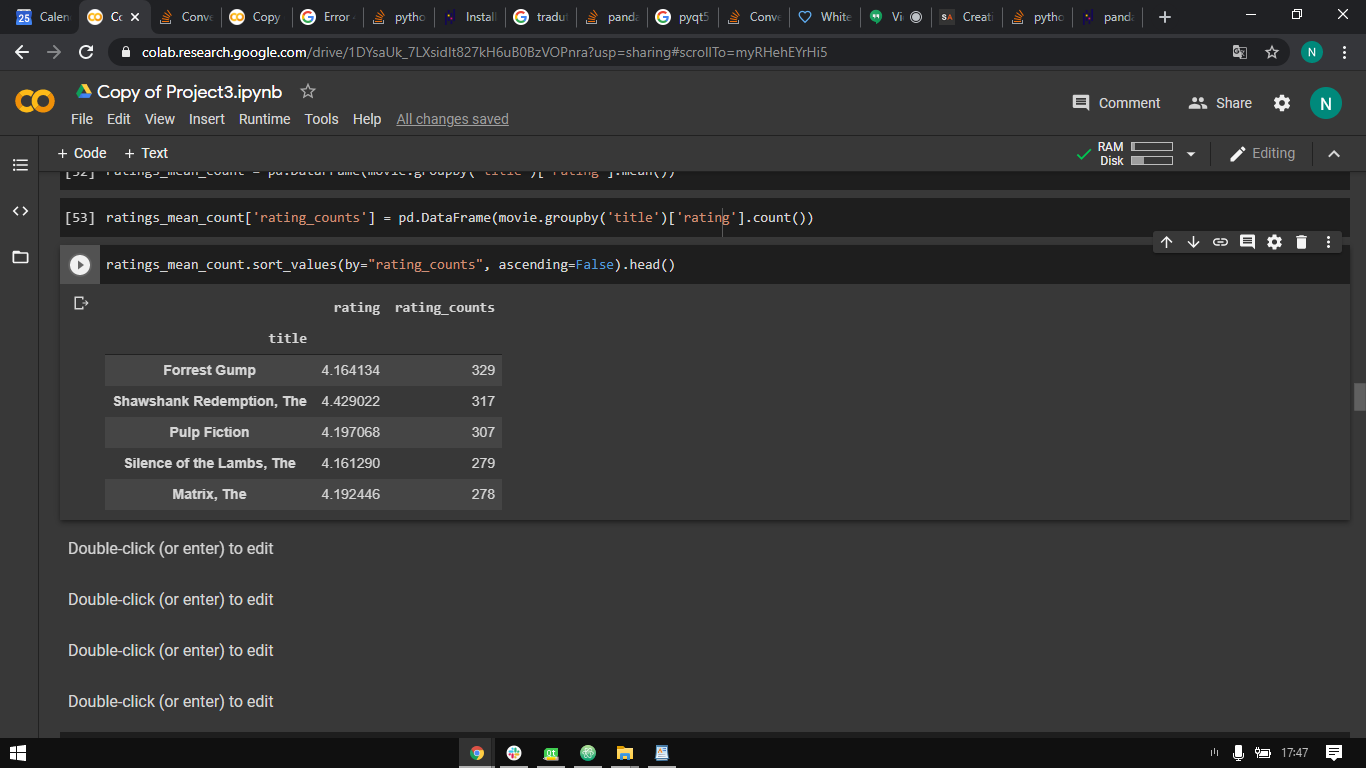 25 Calen Co Conve Copy Error pytho Install tradut panda pyqt5 Conve White Vi SA Creati pytho panda
colab.research.google.com/drive/1DYsaUk_7LXsidIt827kH6uB0BzVOPnra?usp=sharing#scrollTo=myRHehEYrHi5 N
Copy of Project3.ipynb
File Edit View Insert Runtime Tools Help All changes saved
Comment Share N
+ Code + Text
RAM
Disk
Editing
[52] ratings_mean_count = pd.DataFrame(movie.groupby('title')['rating'].mean())
[53] ratings_mean_count['rating_counts'] = pd.DataFrame(movie.groupby('title')['rating'].count())
ratings_mean_count.sort_values(by="rating_counts", ascending=False).head()
rating rating_counts
title
Forrest Gump 4.164134 329
Shawshank Redemption, The 4.429022 317
Pulp Fiction 4.197068 307
Silence of the Lambs, The 4.161290 279
Matrix, The 4.192446 278
Double-click (or enter) to edit
Double-click (or enter) to edit
Double-click (or enter) to edit
Double-click (or enter) to edit
17:47